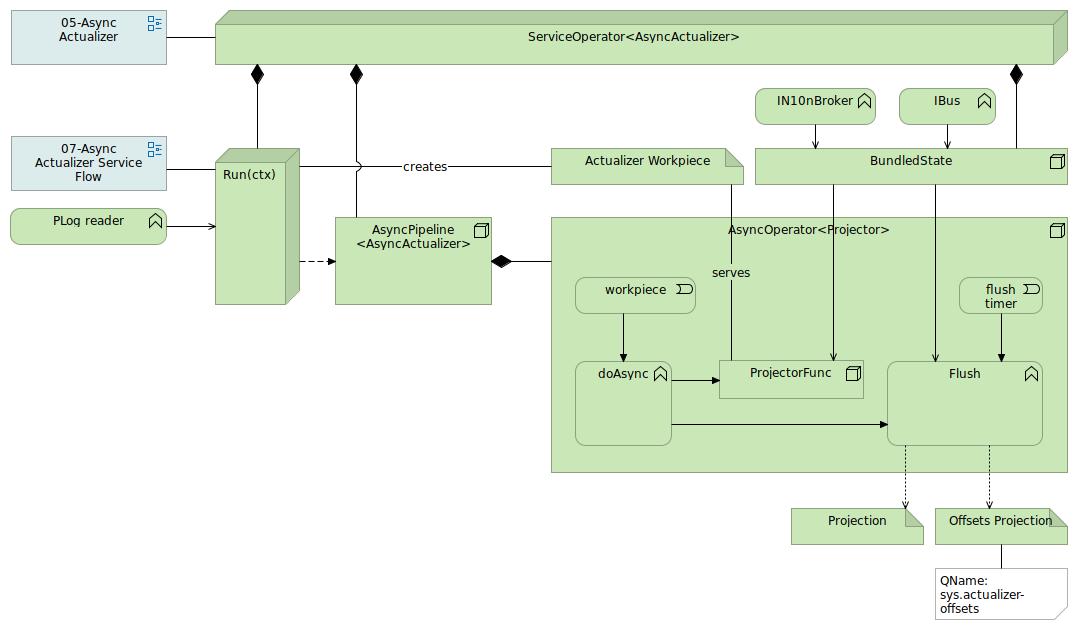 05-Async
Actualizer
ServiceOperator<AsyncActualizer>
IN10nBroker
IBus
07-Async
Actualizer Service
Flow
Run(ctx)
creates
Actualizer Workpiece
BundledState
PLog reader
AsyncPipeline
<AsyncActualizer>
AsyncOperator<Projector>
serves
workpiece
flush
timer
doAsync
ProjectorFunc
Flush
Projection
Offsets Projection
QName:
sys.actualizer-
offsets